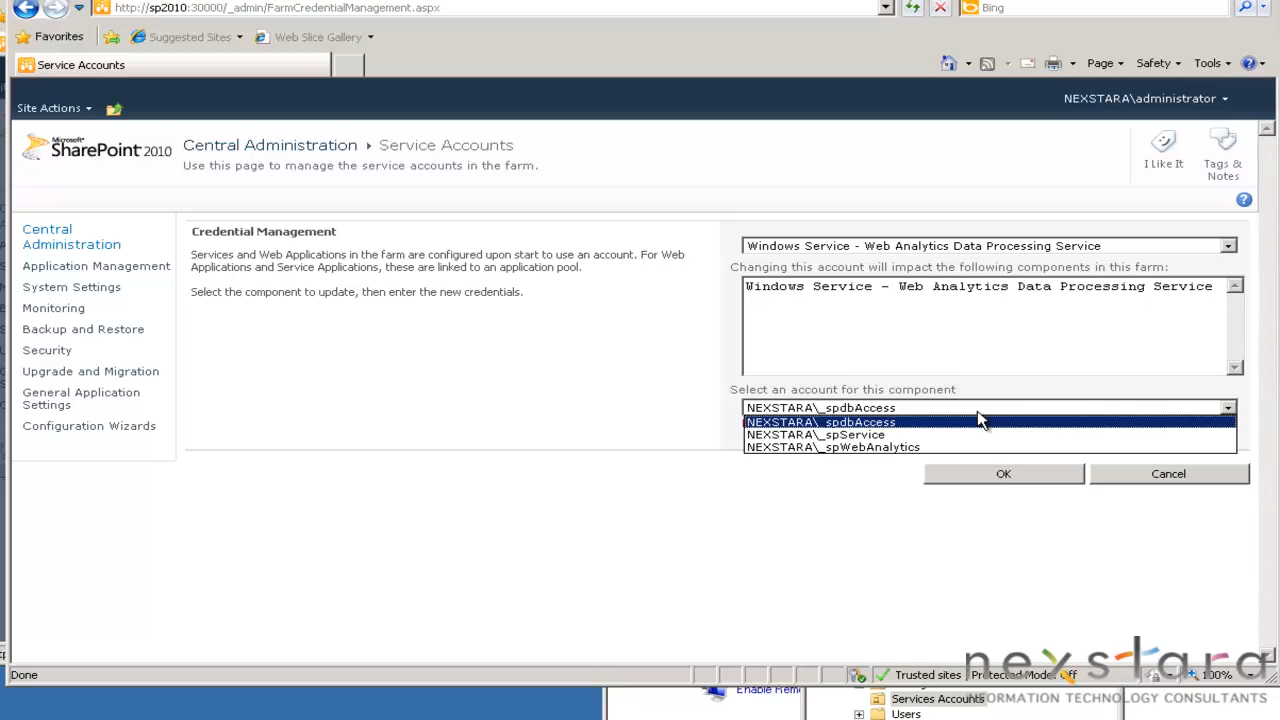 http://sp2010:30000/_admin/FarmCredentialManagement.aspx
Bing
Favorites
Suggested Sites
Web Slice Gallery
Service Accounts
Page
Safety
Tools
Site Actions
NEXSTARA\administrator
Microsoft
SharePoint 2010
Central Administration
Service Accounts
Use this page to manage the service accounts in the farm.
I Like It
Tags &
Notes
Central
Administration
Application Management
System Settings
Monitoring
Backup and Restore
Security
Upgrade and Migration
General Application
Settings
Configuration Wizards
Credential Management
Services and Web Applications in the farm are configured upon start to use an account. For Web
Applications and Service Applications, these are linked to an application pool.
Select the component to update, then enter the new credentials.
Windows Service - Web Analytics Data Processing Service
Changing this account will impact the following components in this farm:
Windows Service - Web Analytics Data Processing Service
Select an account for this component
NEXSTARA\_spdbAccess
NEXSTARA\_spdbAccess
NEXSTARA\_spService
NEXSTARA\_spWebAnalytics
OK
Cancel
Done
Trusted sites | Protected Mode: Off
100%
nexstara
INFORMATION TECHNOLOGY CONSULTANTS
Enable Rem
Services Accounts
Users